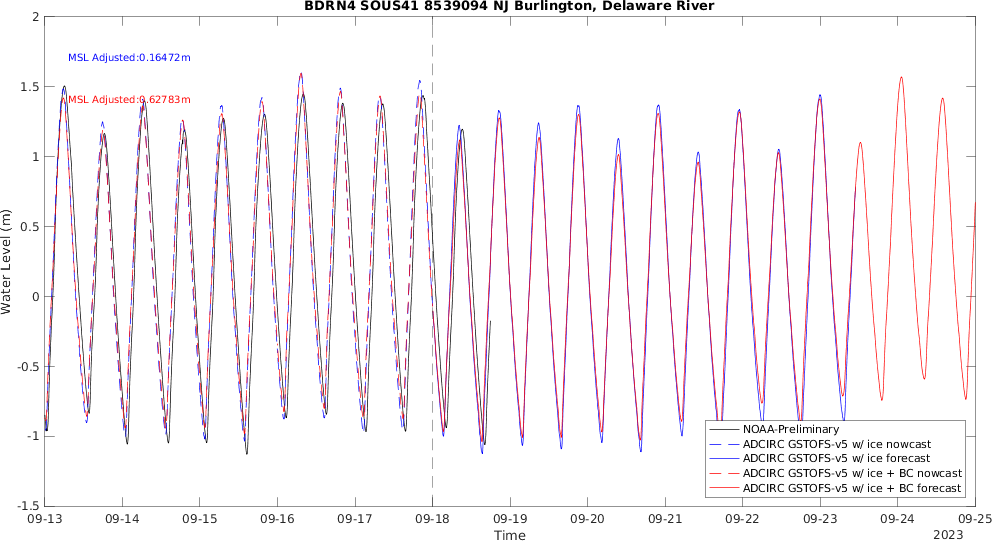 BDRN4 SOUS41 8539094 NJ Burlington, Delaware River
MSL Adjusted:0.16472m
MSL Adjusted:0.62783m
Water Level (m)
2
1.5
1
0.5
0
-0.5
-1
-1.5
NOAA-Preliminary
ADCIRC GSTOFS-v5 w/ ice nowcast
ADCIRC GSTOFS-v5 w/ ice forecast
ADCIRC GSTOFS-v5 w/ ice + BC nowcast
ADCIRC GSTOFS-v5 w/ ice + BC forecast
09-13 09-14 09-15 09-16 09-17 09-18 09-19 09-20 09-21 09-22 09-23 09-24 09-25
Time
2023